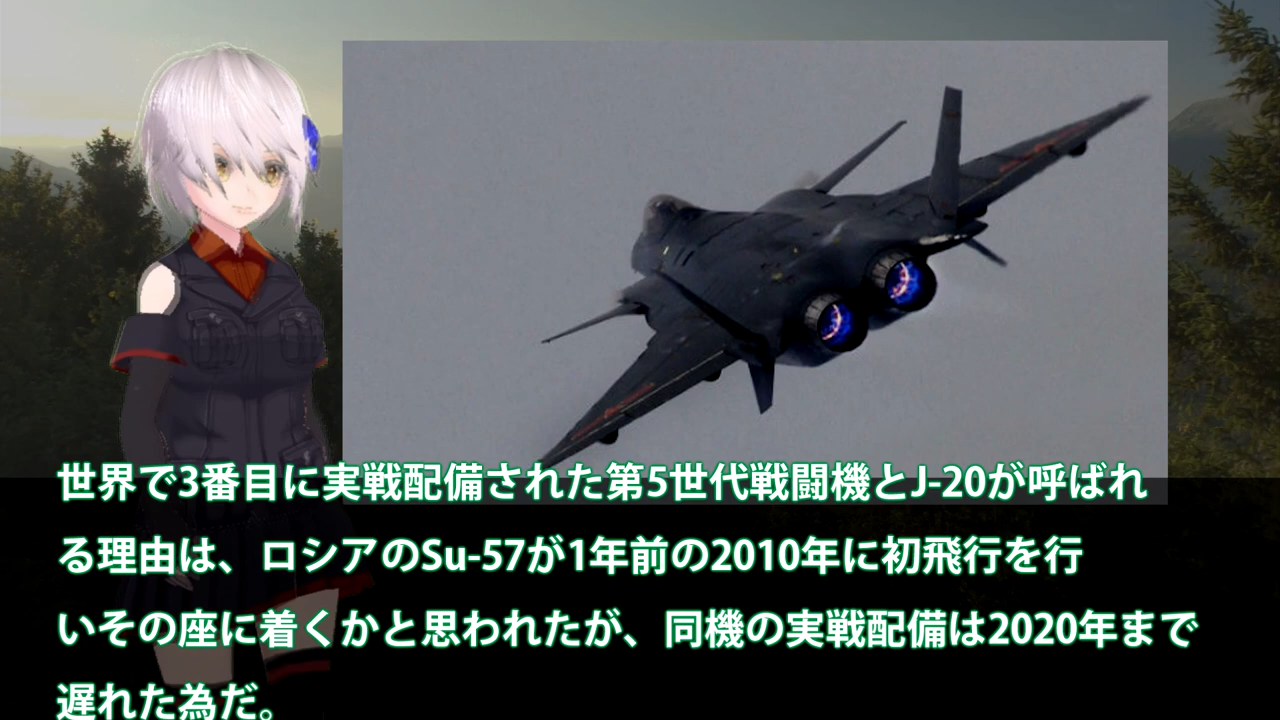 世界で3番目に実戦配備された第5世代戦闘機とJ-20が呼ばれ
る理由は、ロシアのSu-57が1年前の2010年に初飛行を行
いその座に着くかと思われたが、同機の実戦配備は2020年まで
遅れた為だ。